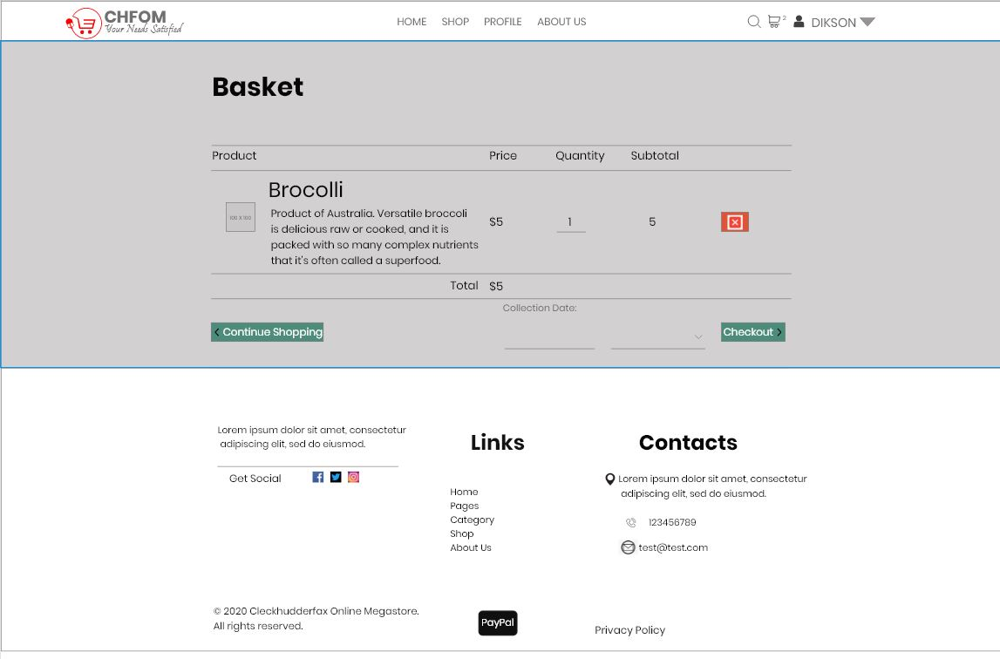 CHFOM
Your Needs Satisfied
HOME SHOP PROFILE ABOUT US
2 DIKSON
Basket
Product Price Quantity Subtotal
100 X 100
Brocolli
Product of Australia. Versatile broccoli
is delicious raw or cooked, and it is
packed with so many complex nutrients
that it's often called a superfood.
$5 1 5
Total $5
Collection Date:
Continue Shopping
Checkout
Lorem ipsum dolor sit amet, consectetur
adipiscing elit, sed do eiusmod.
Get Social
Links
Home
Pages
Category
Shop
About Us
Contacts
Lorem ipsum dolor sit amet, consectetur
adipiscing elit, sed do eiusmod.
123456789
test@test.com
© 2020 Cleckhudderfax Online Megastore.
All rights reserved.
PayPal
Privacy Policy